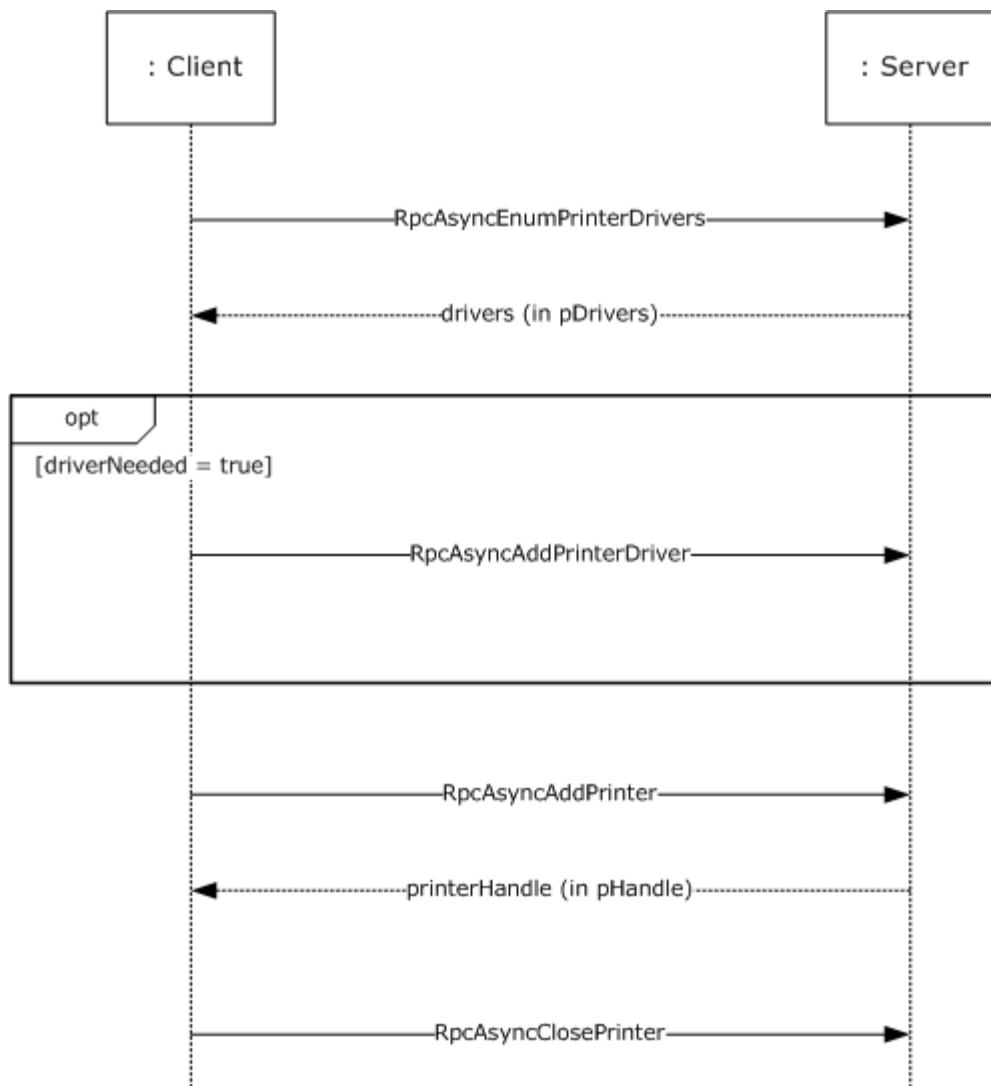 : Client
: Server
RpcAsyncEnumPrinterDrivers
drivers (in pDrivers)
opt
[driverNeeded = true]
RpcAsyncAddPrinterDriver
RpcAsyncAddPrinter
printerHandle (in pHandle)
RpcAsyncClosePrinter